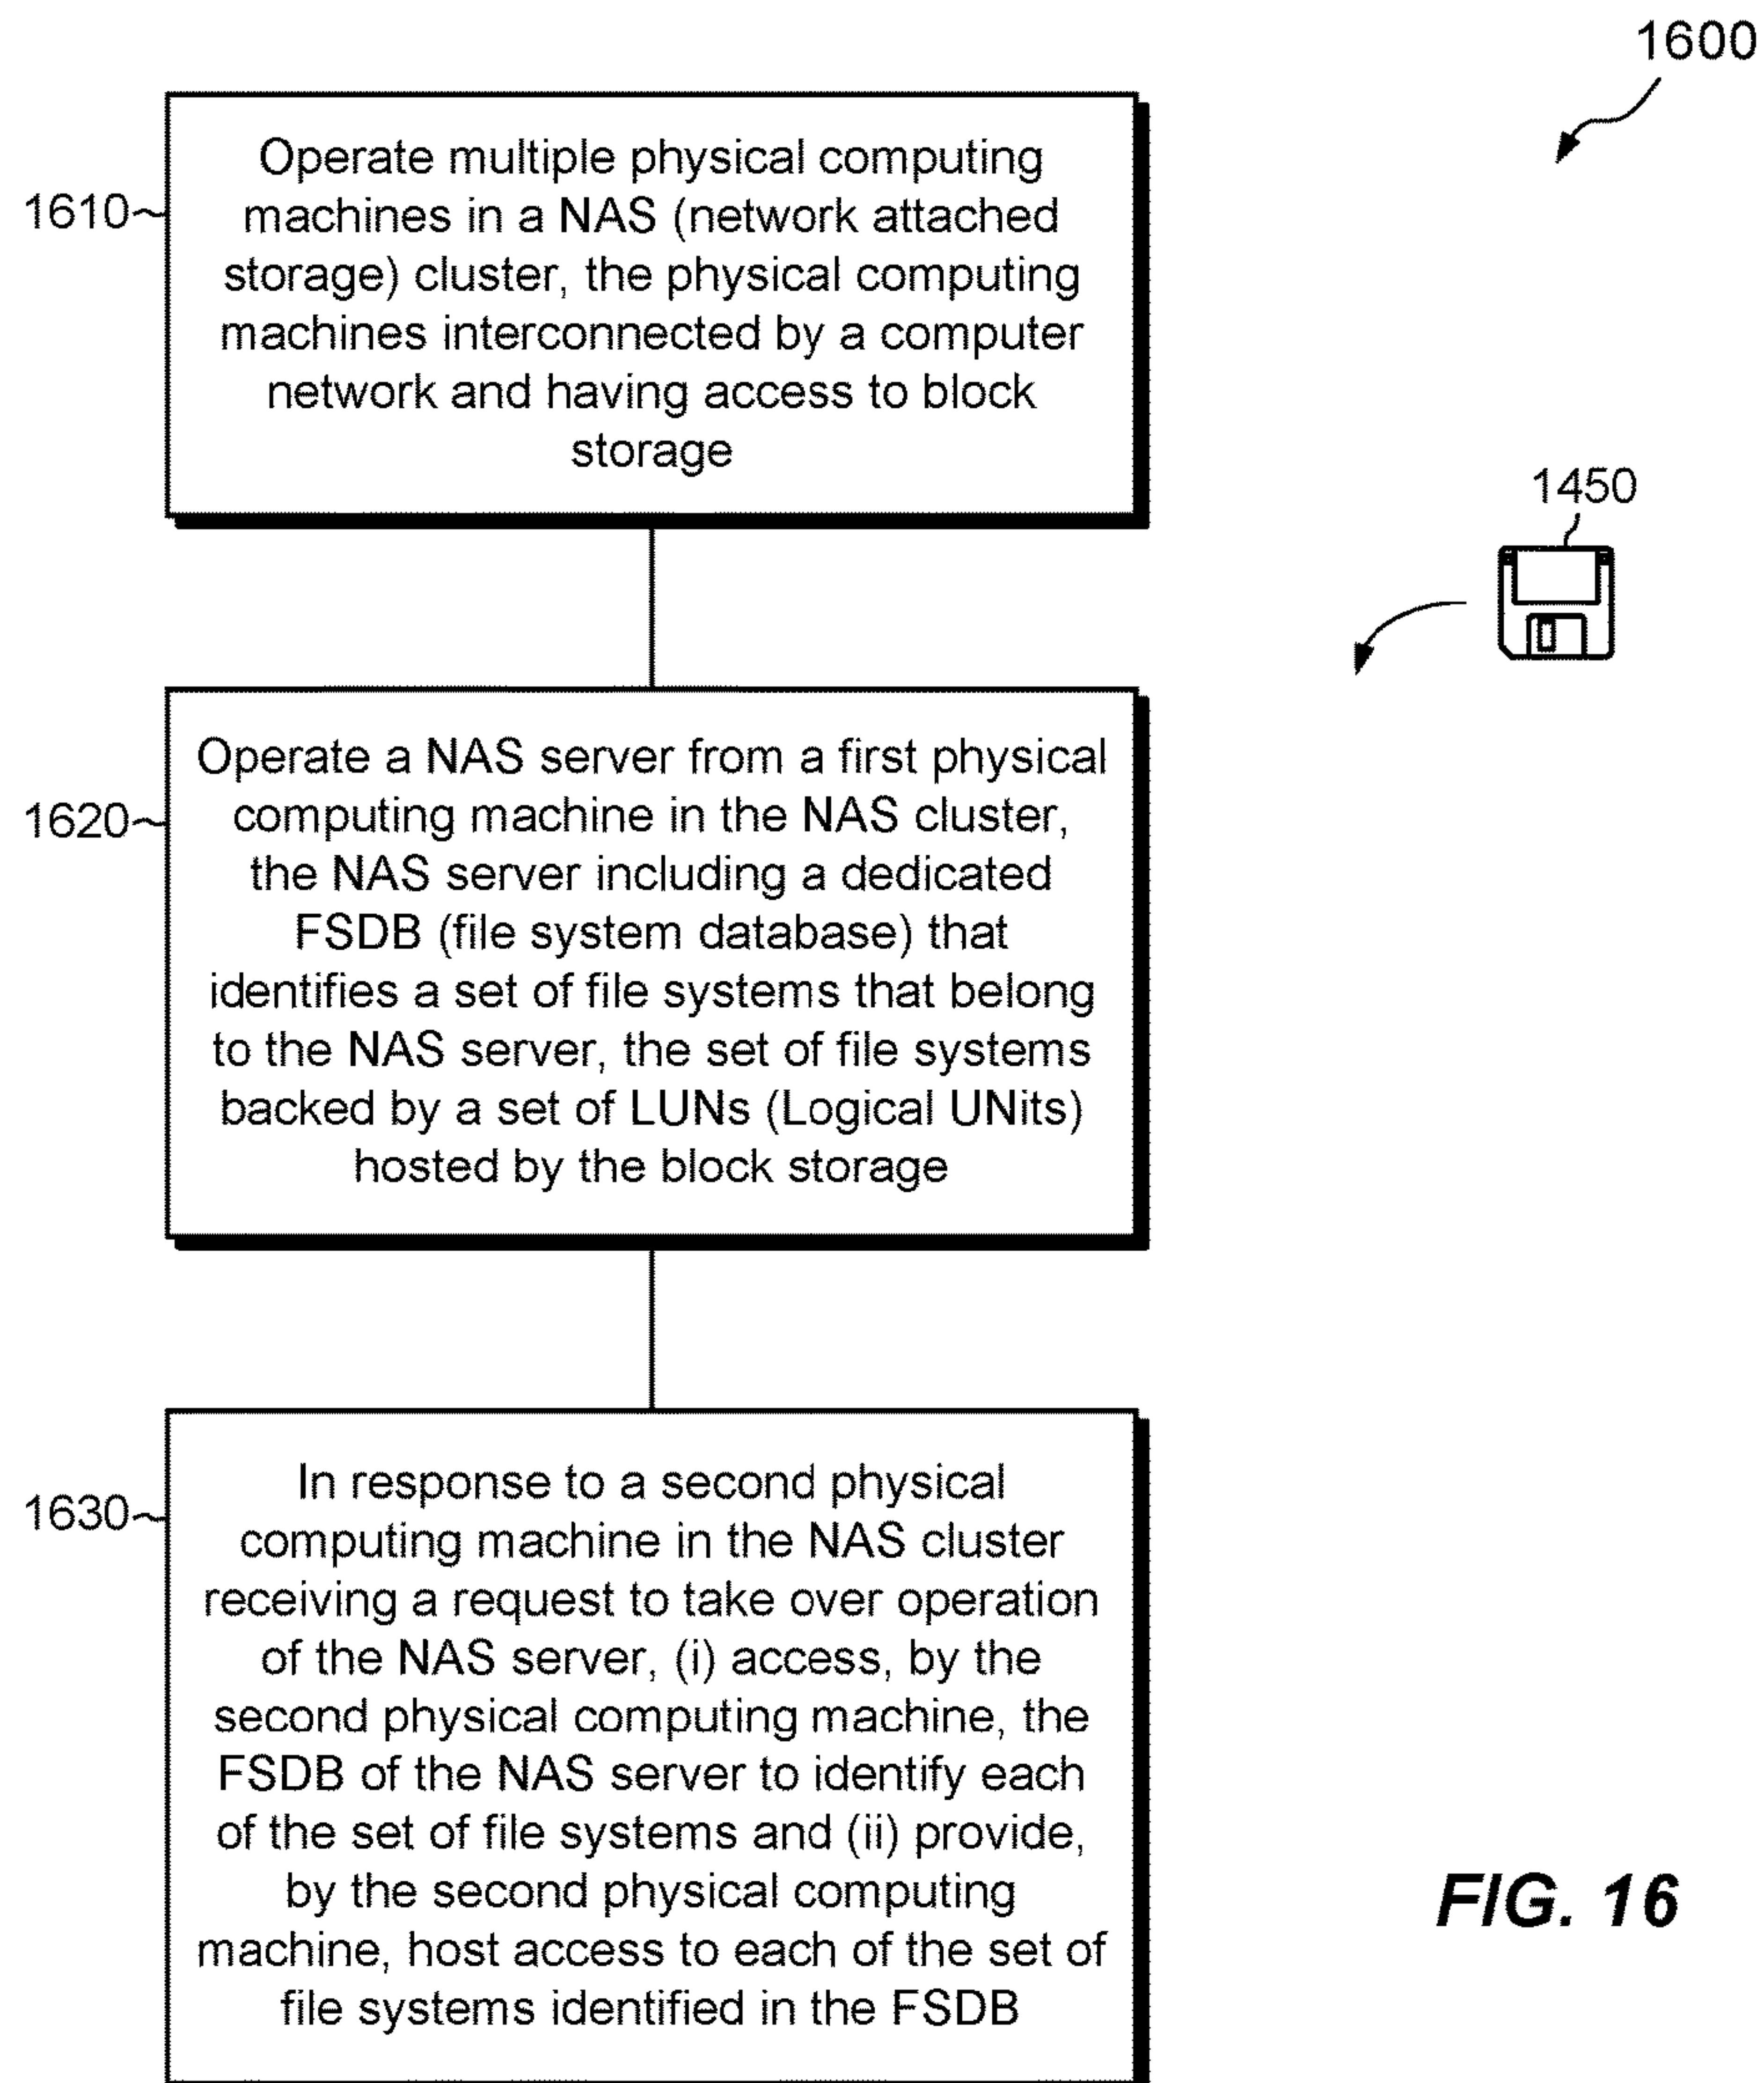 1600
1610
Operate multiple physical computing
machines in a NAS (network attached
storage) cluster, the physical computing
machines interconnected by a computer
network and having access to block
storage
1450
1620
Operate a NAS server from a first physical
computing machine in the NAS cluster,
the NAS server including a dedicated
FSDB (file system database) that
identifies a set of file systems that belong
to the NAS server, the set of file systems
backed by a set of LUNs (Logical UNits)
hosted by the block storage
1630
In response to a second physical
computing machine in the NAS cluster
receiving a request to take over operation
of the NAS server, (i) access, by the
second physical computing machine, the
FSDB of the NAS server to identify each
of the set of file systems and (ii) provide,
by the second physical computing
machine, host access to each of the set of
file systems identified in the FSDB
FIG. 16